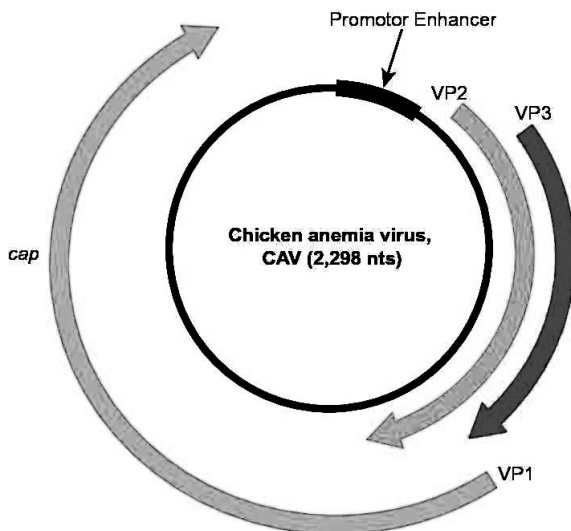 Promotor Enhancer
VP2
VP3
Chicken anemia virus,
CAV (2,298 nts)
cap
VP1